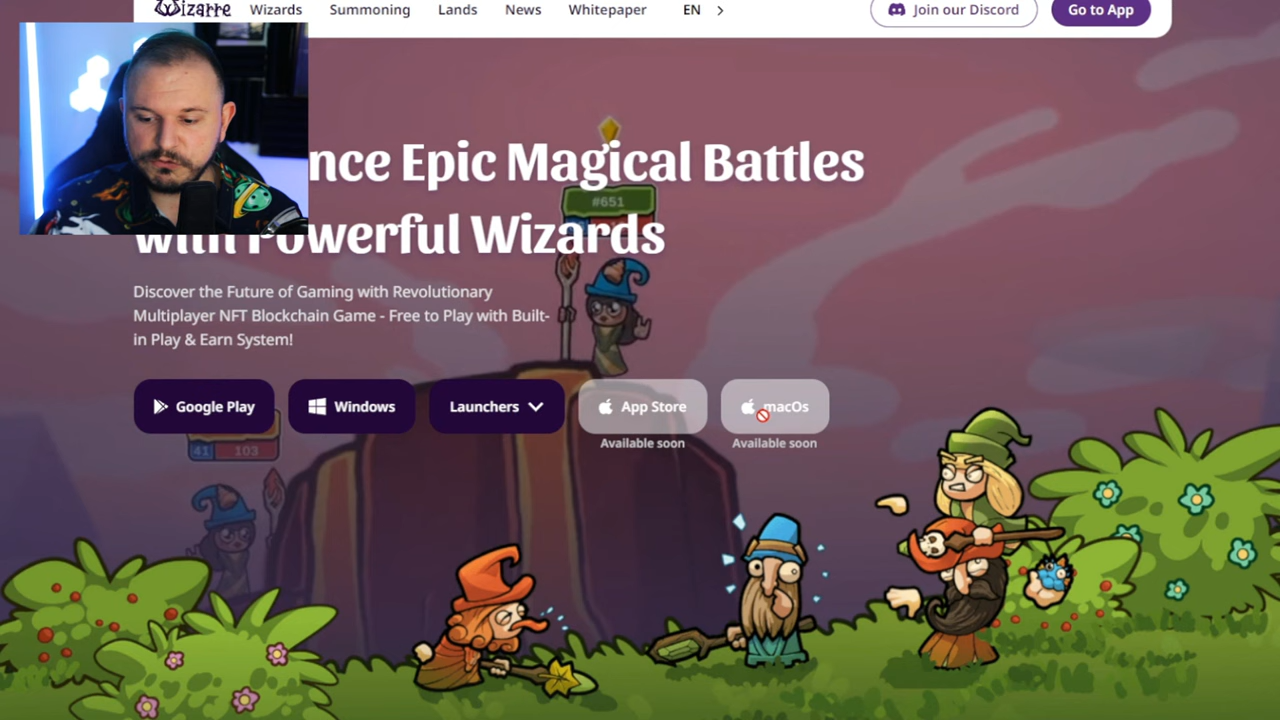 Wizarre
Wizards
Summoning
Lands
News
Whitepaper
EN
Join our Discord
Go to App
nce Epic Magical Battles
with Powerful Wizards
#651
Discover the Future of Gaming with Revolutionary
Multiplayer NFT Blockchain Game - Free to Play with Built-
in Play & Earn System!
Google Play
Windows
Launchers
App Store
macOs
Available soon
Available soon
41
103